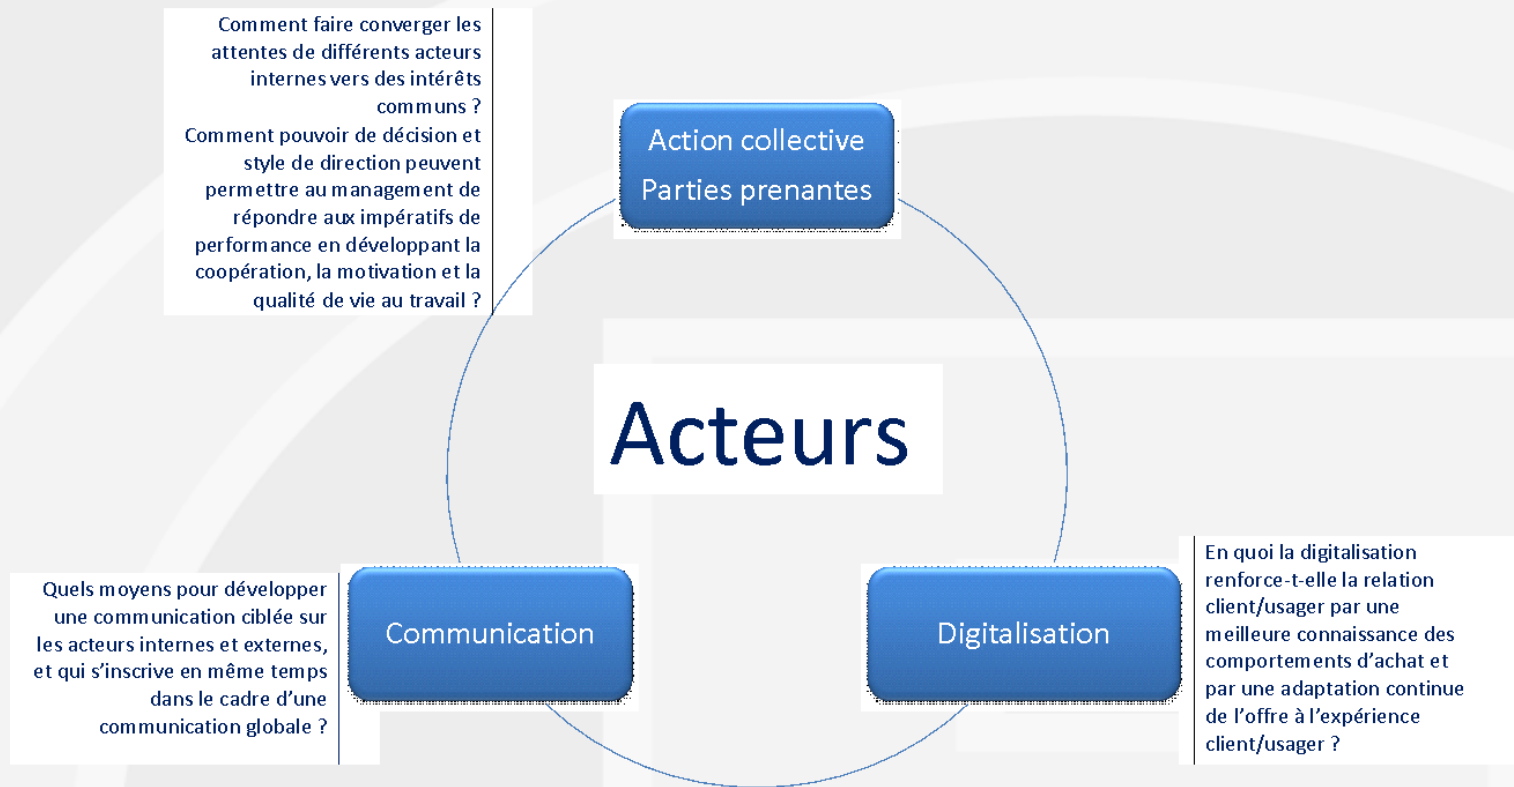 Comment faire converger les
attentes de différents acteurs
internes vers des intérêts
communs ?
Comment pouvoir de décision et
style de direction peuvent
permettre au management de
répondre aux impératifs de
performance en développant la
coopération, la motivation et la
qualité de vie au travail ?
Action collective
Parties prenantes
Acteurs
Quels moyens pour développer
une communication ciblée sur
les acteurs internes et externes,
et qui s’inscrive en même temps
dans le cadre d’une
communication globale ?
Communication
Digitalisation
En quoi la digitalisation
renforce-t-elle la relation
client/usager par une
meilleure connaissance des
comportements d’achat et
par une adaptation continue
de l’offre à l’expérience
client/usager ?